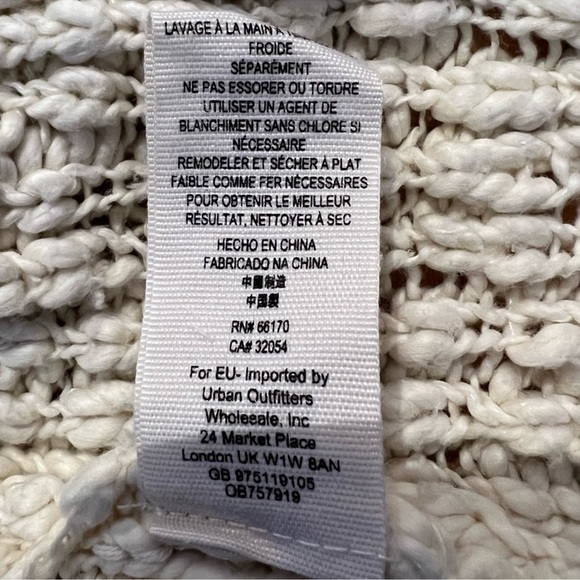 LAVAGE À LA MAIN À
FROIDE
SÉPARÉMENT
NE PAS ESSORER OU TORDRE
UTILISER UN AGENT DE
BLANCHIMENT SANS CHLORE SI
NÉCESSAIRE
REMODELER ET SÉCHER À PLAT
FAIBLE COMME FER NÉCESSAIRES
POUR OBTENIR LE MEILLEUR
RÉSULTAT, NETTOYER À SEC
HECHO EN CHINA
FABRICADO NA CHINA
中國制造
中国製
RN# 66170
CA# 32054
For EU- Imported by
Urban Outfitters
Wholesale, Inc
24 Market Place
London UK W1W 8AN
GB 975119105
OB757919